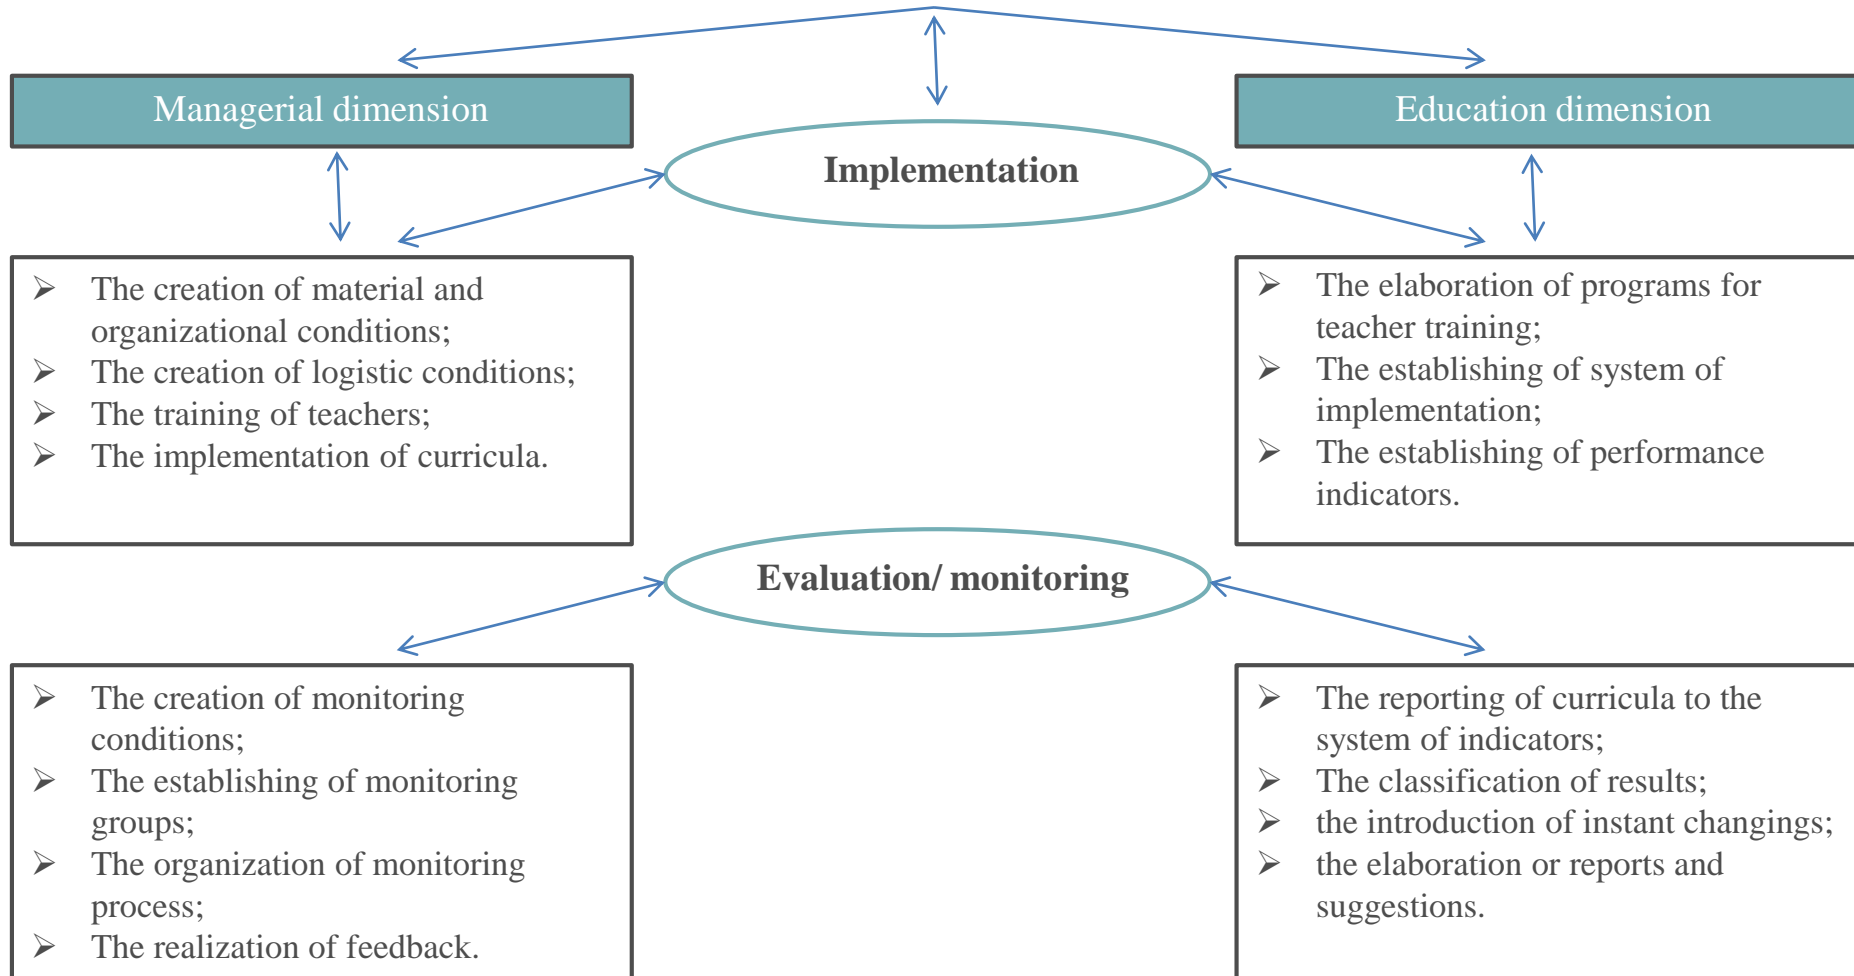 Managerial dimension
Education dimension
Implementation
➢ The creation of material and
organizational conditions;
➢ The creation of logistic conditions;
➢ The training of teachers;
➢ The implementation of curricula.
➢ The elaboration of programs for
teacher training;
➢ The establishing of system of
implementation;
➢ The establishing of performance
indicators.
Evaluation/ monitoring
➢ The creation of monitoring
conditions;
➢ The establishing of monitoring
groups;
➢ The organization of monitoring
process;
➢ The realization of feedback.
➢ The reporting of curricula to the
system of indicators;
➢ The classification of results;
➢ the introduction of instant changings;
➢ the elaboration or reports and
suggestions.